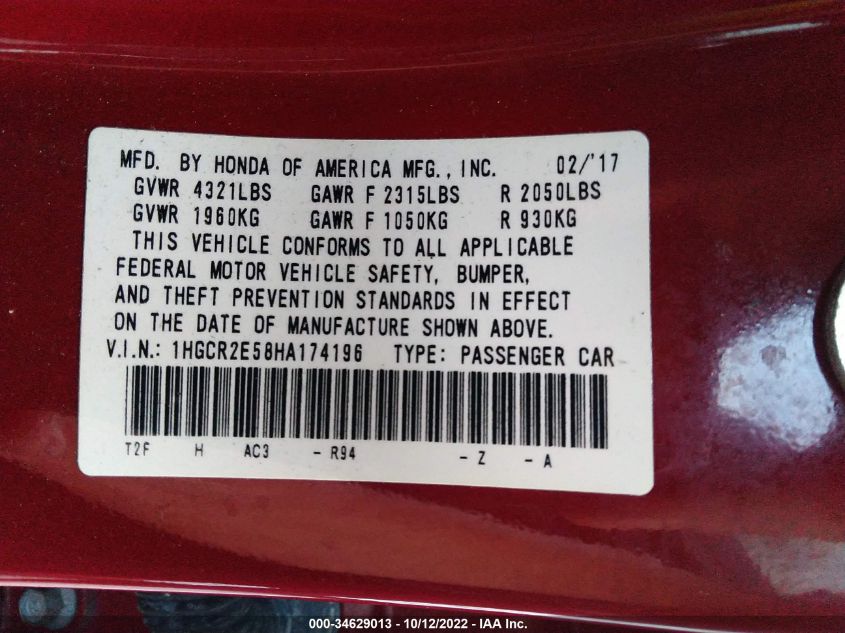 MFD. BY HONDA OF AMERICA MFG., INC. 02/'17
GVWR 4321LBS GAWR F 2315LBS R 2050LBS
GVWR 1960KG GAWR F 1050KG R 930KG
THIS VEHICLE CONFORMS TO ALL APPLICABLE
FEDERAL MOTOR VEHICLE SAFETY, BUMPER,
AND THEFT PREVENTION STANDARDS IN EFFECT
ON THE DATE OF MANUFACTURE SHOWN ABOVE.
V.I.N.: 1HGCR2E58HA174196 TYPE: PASSENGER CAR
T2F H AC3 - R94 - Z - A
000-34629013 - 10/12/2022 - IAA Inc.